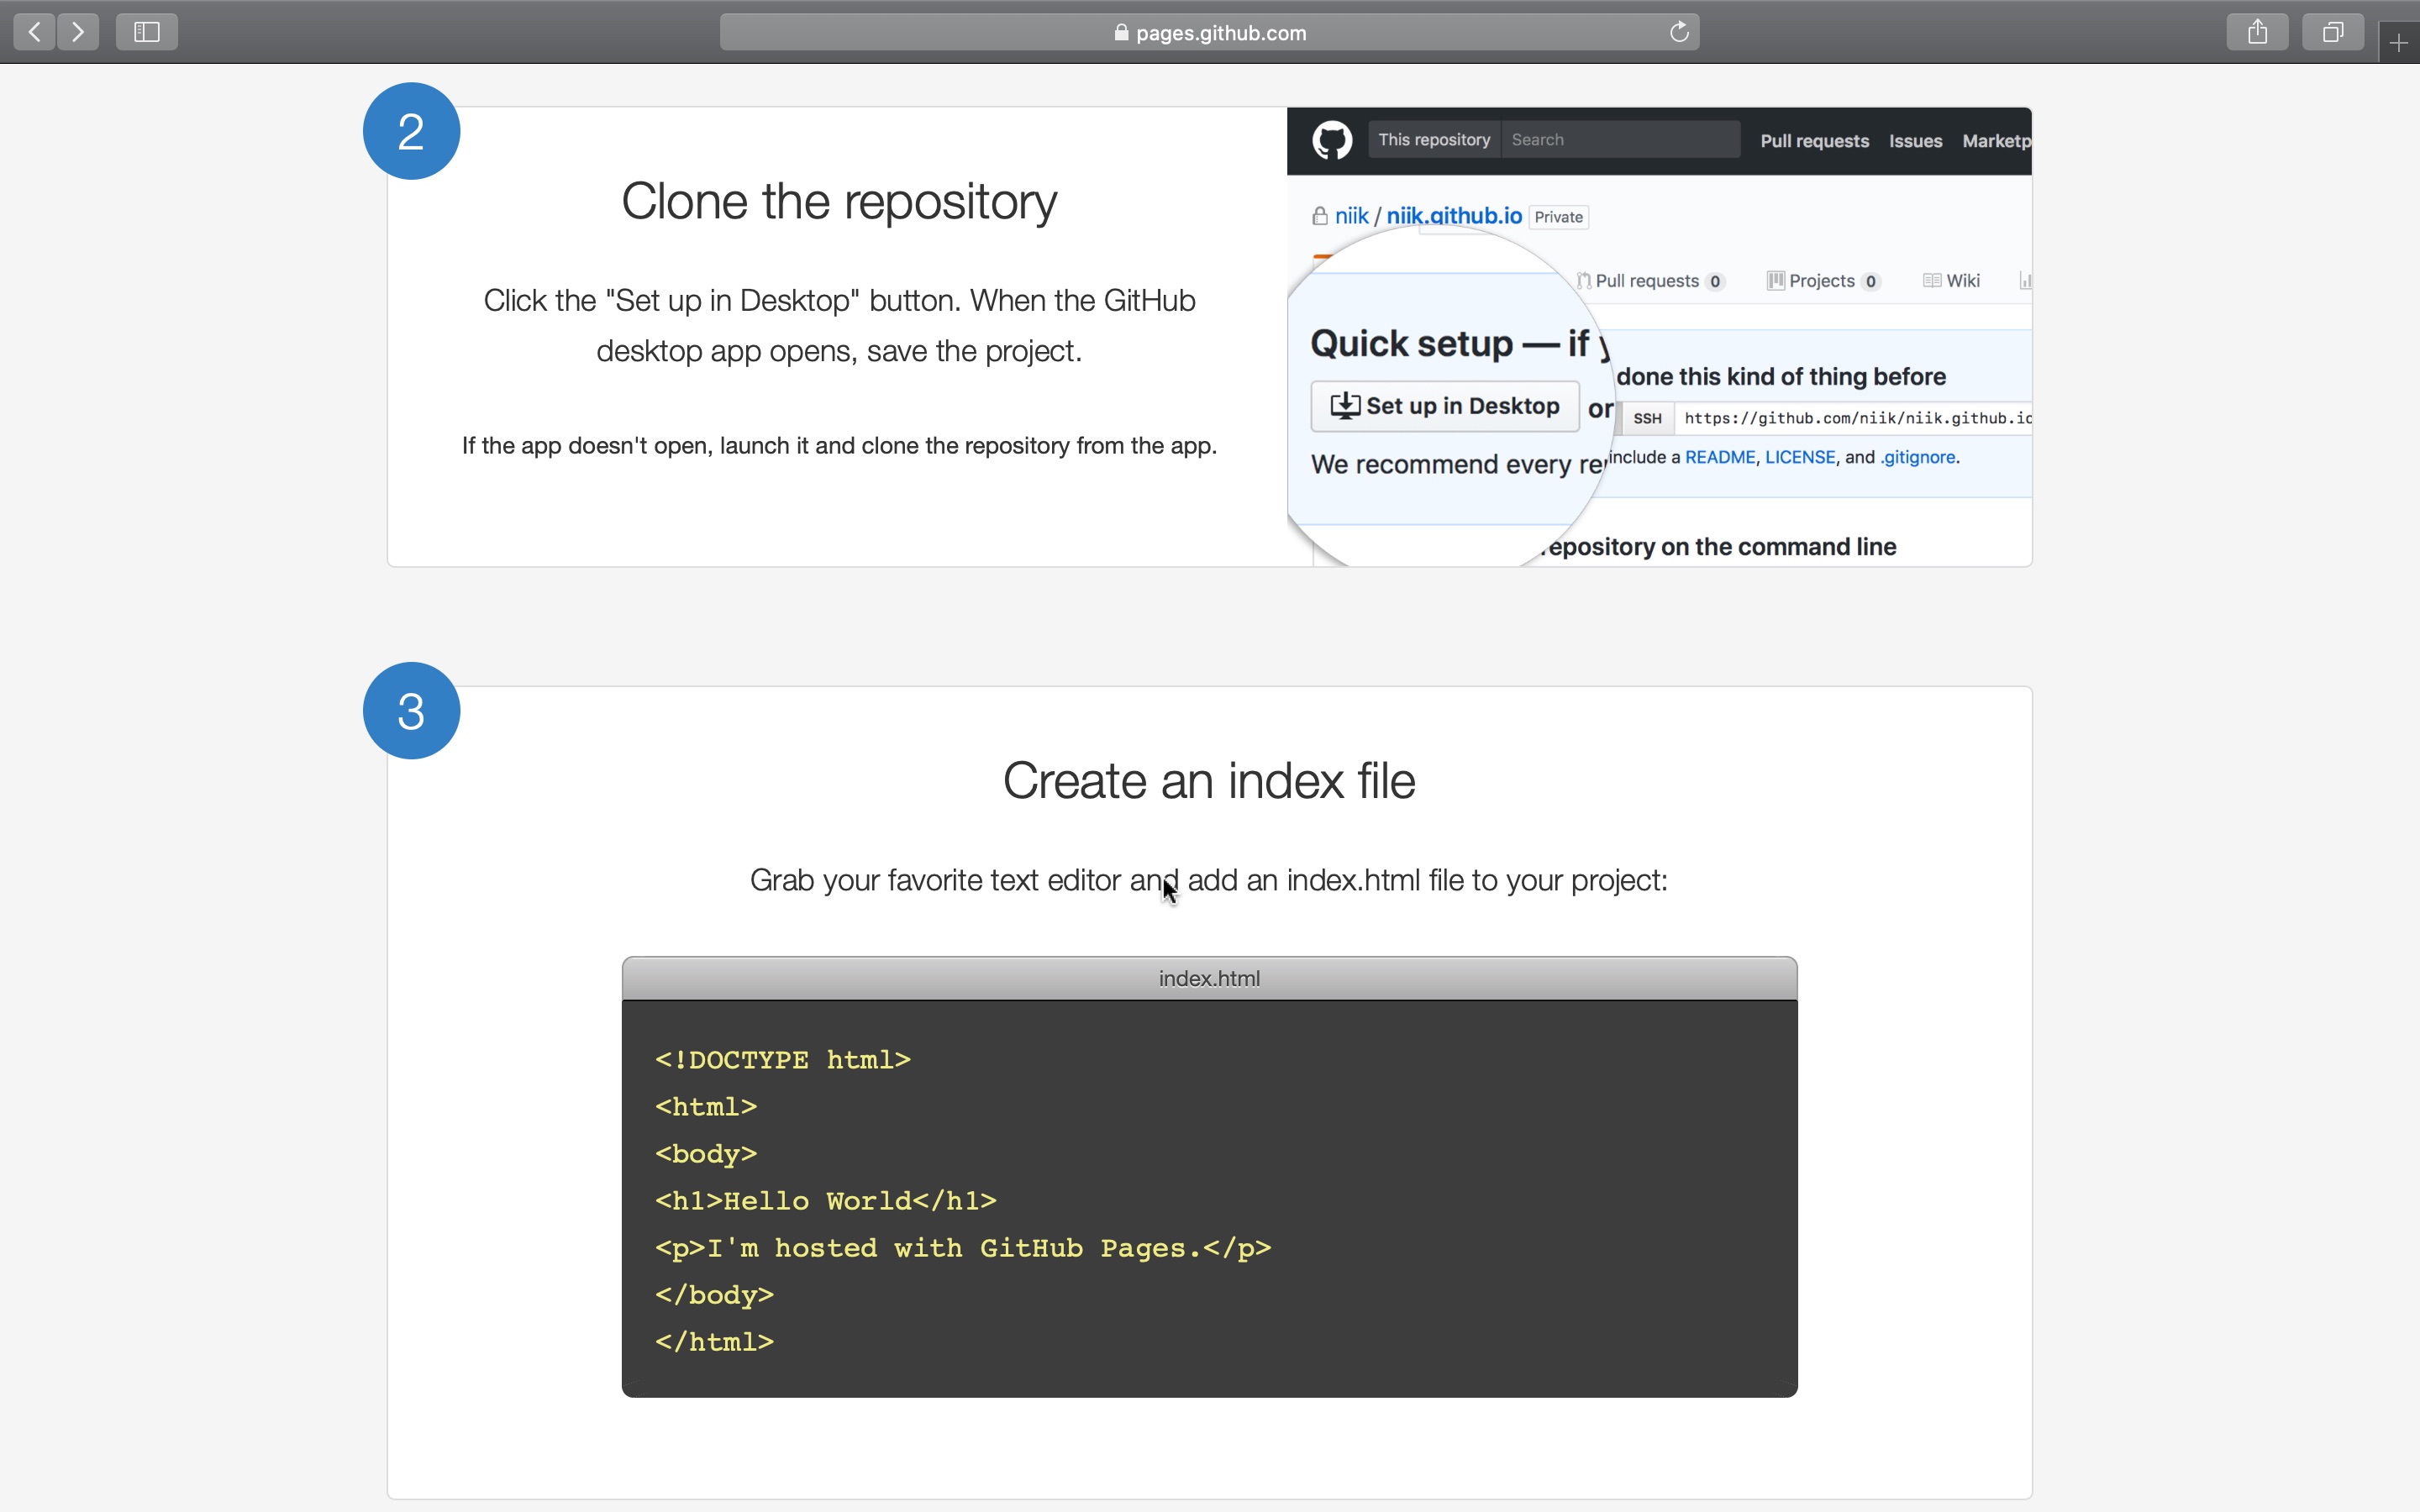 pages.github.com
2
Clone the repository
Click the "Set up in Desktop" button. When the GitHub
desktop app opens, save the project.
If the app doesn't open, launch it and clone the repository from the app.
This repository Search Pull requests Issues Marketp
niik / niik.github.io Private
Pull requests 0 Projects 0 Wiki
Quick setup — if y
done this kind of thing before
Set up in Desktop or SSH https://github.com/niik/niik.github.io
We recommend every re include a README, LICENSE, and .gitignore.
repository on the command line
3
Create an index file
Grab your favorite text editor and add an index.html file to your project:
index.html
<!DOCTYPE html>
<html>
<body>
<h1>Hello World</h1>
<p>I'm hosted with GitHub Pages.</p>
</body>
</html>